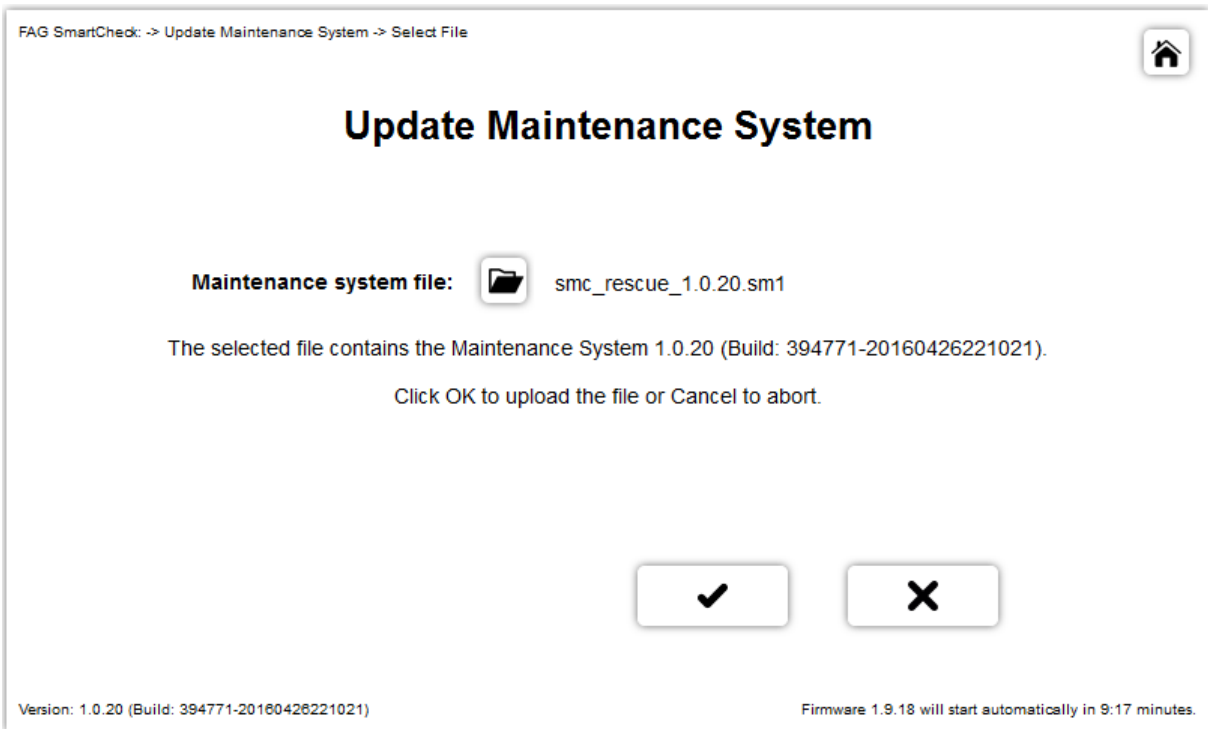 FAG SmartCheck: -> Update Maintenance System -> Select File
Update Maintenance System
Maintenance system file: smc_rescue_1.0.20.sm1
The selected file contains the Maintenance System 1.0.20 (Build: 394771-20160426221021).
Click OK to upload the file or Cancel to abort.
Version: 1.0.20 (Build: 394771-20160426221021)
Firmware 1.9.18 will start automatically in 9:17 minutes.